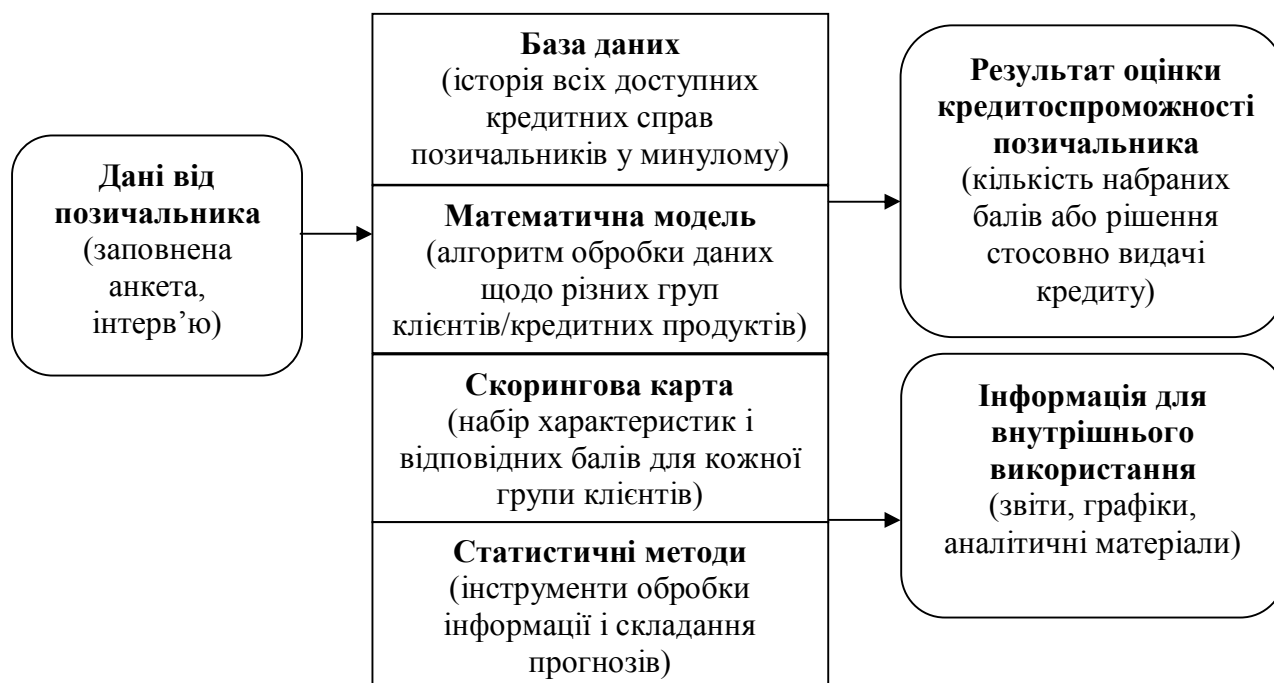 Дані від
позичальника
(заповнена
анкета,
інтерв’ю)
База даних
(історія всіх доступних
кредитних справ
позичальників у минулому)
Математична модель
(алгоритм обробки даних
щодо різних груп
клієнтів/кредитних продуктів)
Скорингова карта
(набір характеристик і
відповідних балів для кожної
групи клієнтів)
Статистичні методи
(інструменти обробки
інформації і складання
прогнозів)
Результат оцінки
кредитоспроможності
позичальника
(кількість набраних
балів або рішення
стосовно видачі
кредиту)
Інформація для
внутрішнього
використання
(звіти, графіки,
аналітичні матеріали)